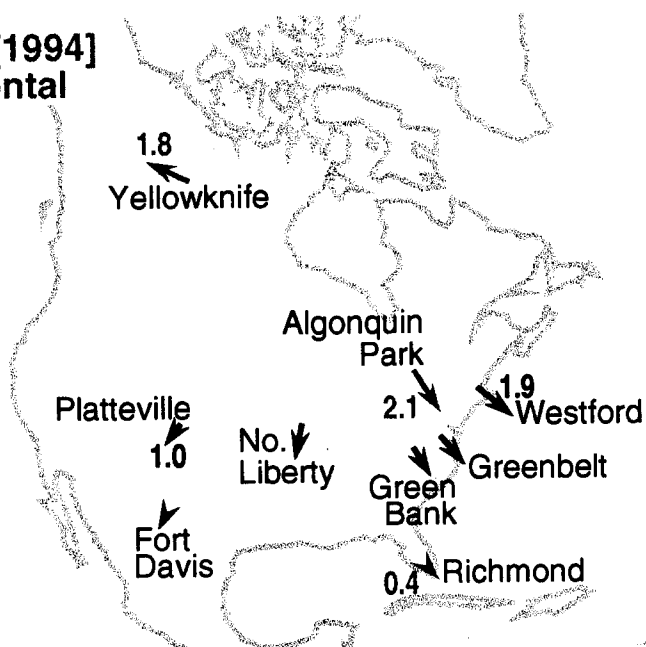 [1994]
ntal
1.8
Yellowknife
Algonquin
Park
2.1
1.9
Westford
Platteville
1.0
No.
Liberty
Greenbelt
Green
Bank
Fort
Davis
0.4
Richmond